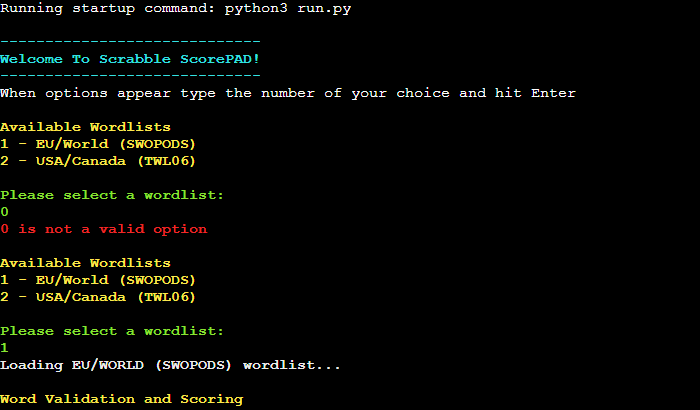 Running startup command: python3 run.py
-----------------------------
Welcome To Scrabble ScorePAD!
-----------------------------
When options appear type the number of your choice and hit Enter
Available Wordlists
1 - EU/World (SWOPODS)
2 - USA/Canada (TWL06)
Please select a wordlist:
0
0 is not a valid option
Available Wordlists
1 - EU/World (SWOPODS)
2 - USA/Canada (TWL06)
Please select a wordlist:
1
Loading EU/WORLD (SWOPODS) wordlist...
Word Validation and Scoring